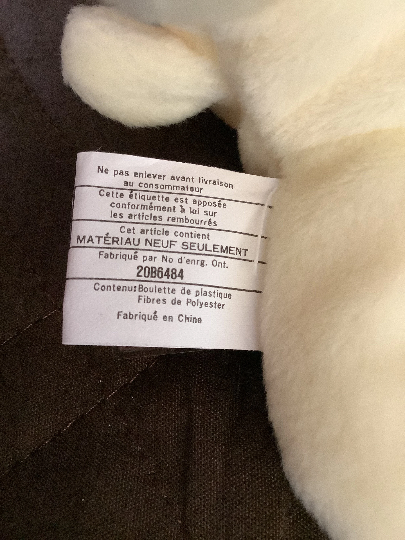 Ne pas enlever avant livraison
au consommateur
Cette étiquette est apposée
conformément à loi sur
les articles rembourrés
Cet article contient
MATÉRIAU NEUF SEULEMENT
Fabriqué par No d'enrg. Ont.
20B6484
Contenu:Boulette de plastique
Fibres de Polyester
Fabriqué en Chine